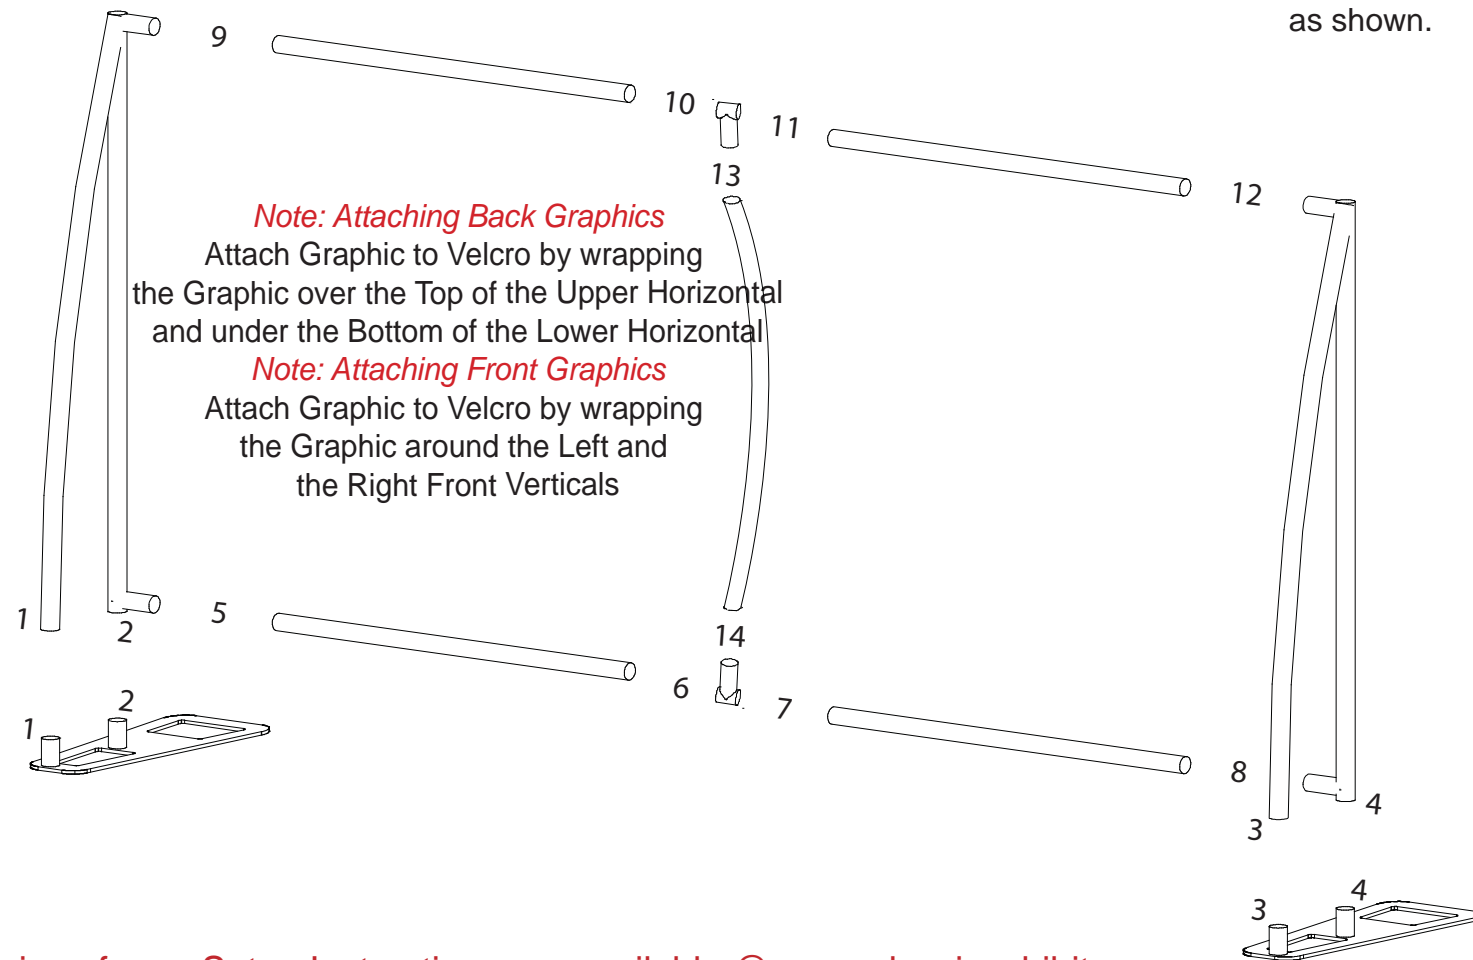 as shown.
9
10
11
13
12
Note: Attaching Back Graphics
Attach Graphic to Velcro by wrapping
the Graphic over the Top of the Upper Horizontal
and under the Bottom of the Lower Horizontal
Note: Attaching Front Graphics
Attach Graphic to Velcro by wrapping
the Graphic around the Left and
the Right Front Verticals
1
2
5
14
6
7
8
4
3
1
2
3
4